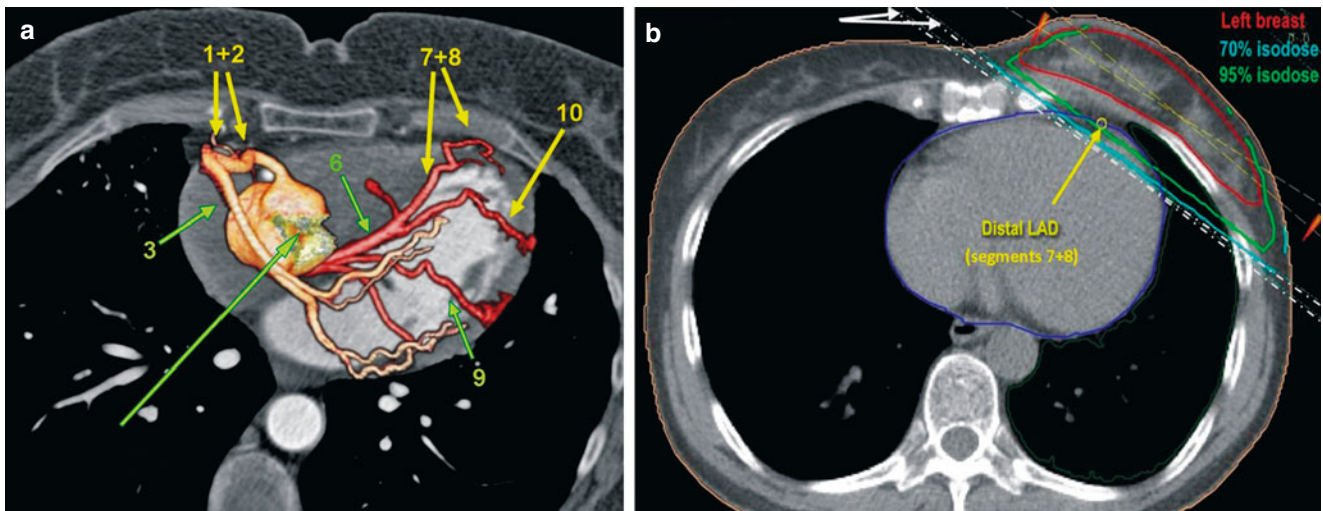 a
1+2
7+8
10
6
3
9
b
Left breast
70% isodose
95% isodose
Distal LAD
(segments 7+8)